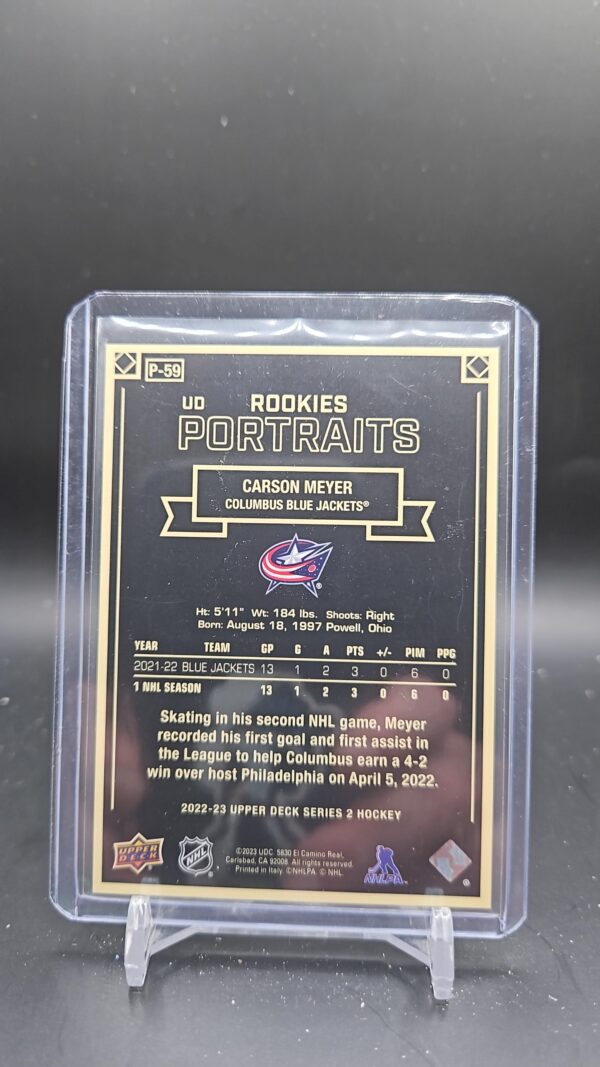 P-59
UD ROOKIES
PORTRAITS
CARSON MEYER
COLUMBUS BLUE JACKETS®
®
Ht: 5'11" Wt: 184 lbs. Shoots: Right
Born: August 18, 1997 Powell, Ohio
YEAR TEAM GP G A PTS +/- PIM PPG
2021-22 BLUE JACKETS 13 1 2 3 0 6 0
1 NHL SEASON 13 1 2 3 0 6 0
Skating in his second NHL game, Meyer
recorded his first goal and first assist in
the League to help Columbus earn a 4-2
win over host Philadelphia on April 5, 2022.
2022-23 UPPER DECK SERIES 2 HOCKEY
UPPER DECK
NHL ®
©2023 UDC. 5830 El Camino Real,
Carlsbad, CA 92008. All rights reserved.
Printed in Italy. ©NHLPA. © NHL.
NHLPA
®